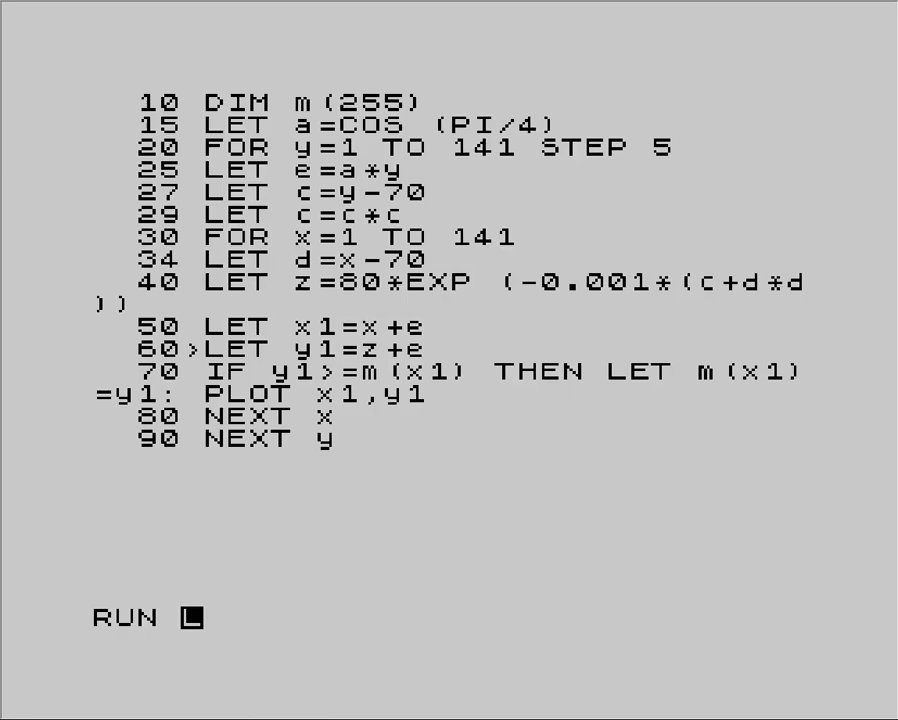 10 DIM m(255)
15 LET a=COS (PI/4)
20 FOR y=1 TO 141 STEP 5
25 LET e=a*y
27 LET c=y-70
29 LET c=c*c
30 FOR x=1 TO 141
34 LET d=x-70
40 LET z=80*EXP (-0.001*(c+d*d
))
50 LET x1=x+e
60>LET y1=z+e
70 IF y1>=m(x1) THEN LET m(x1)
=y1: PLOT x1,y1
80 NEXT x
90 NEXT y
RUN L